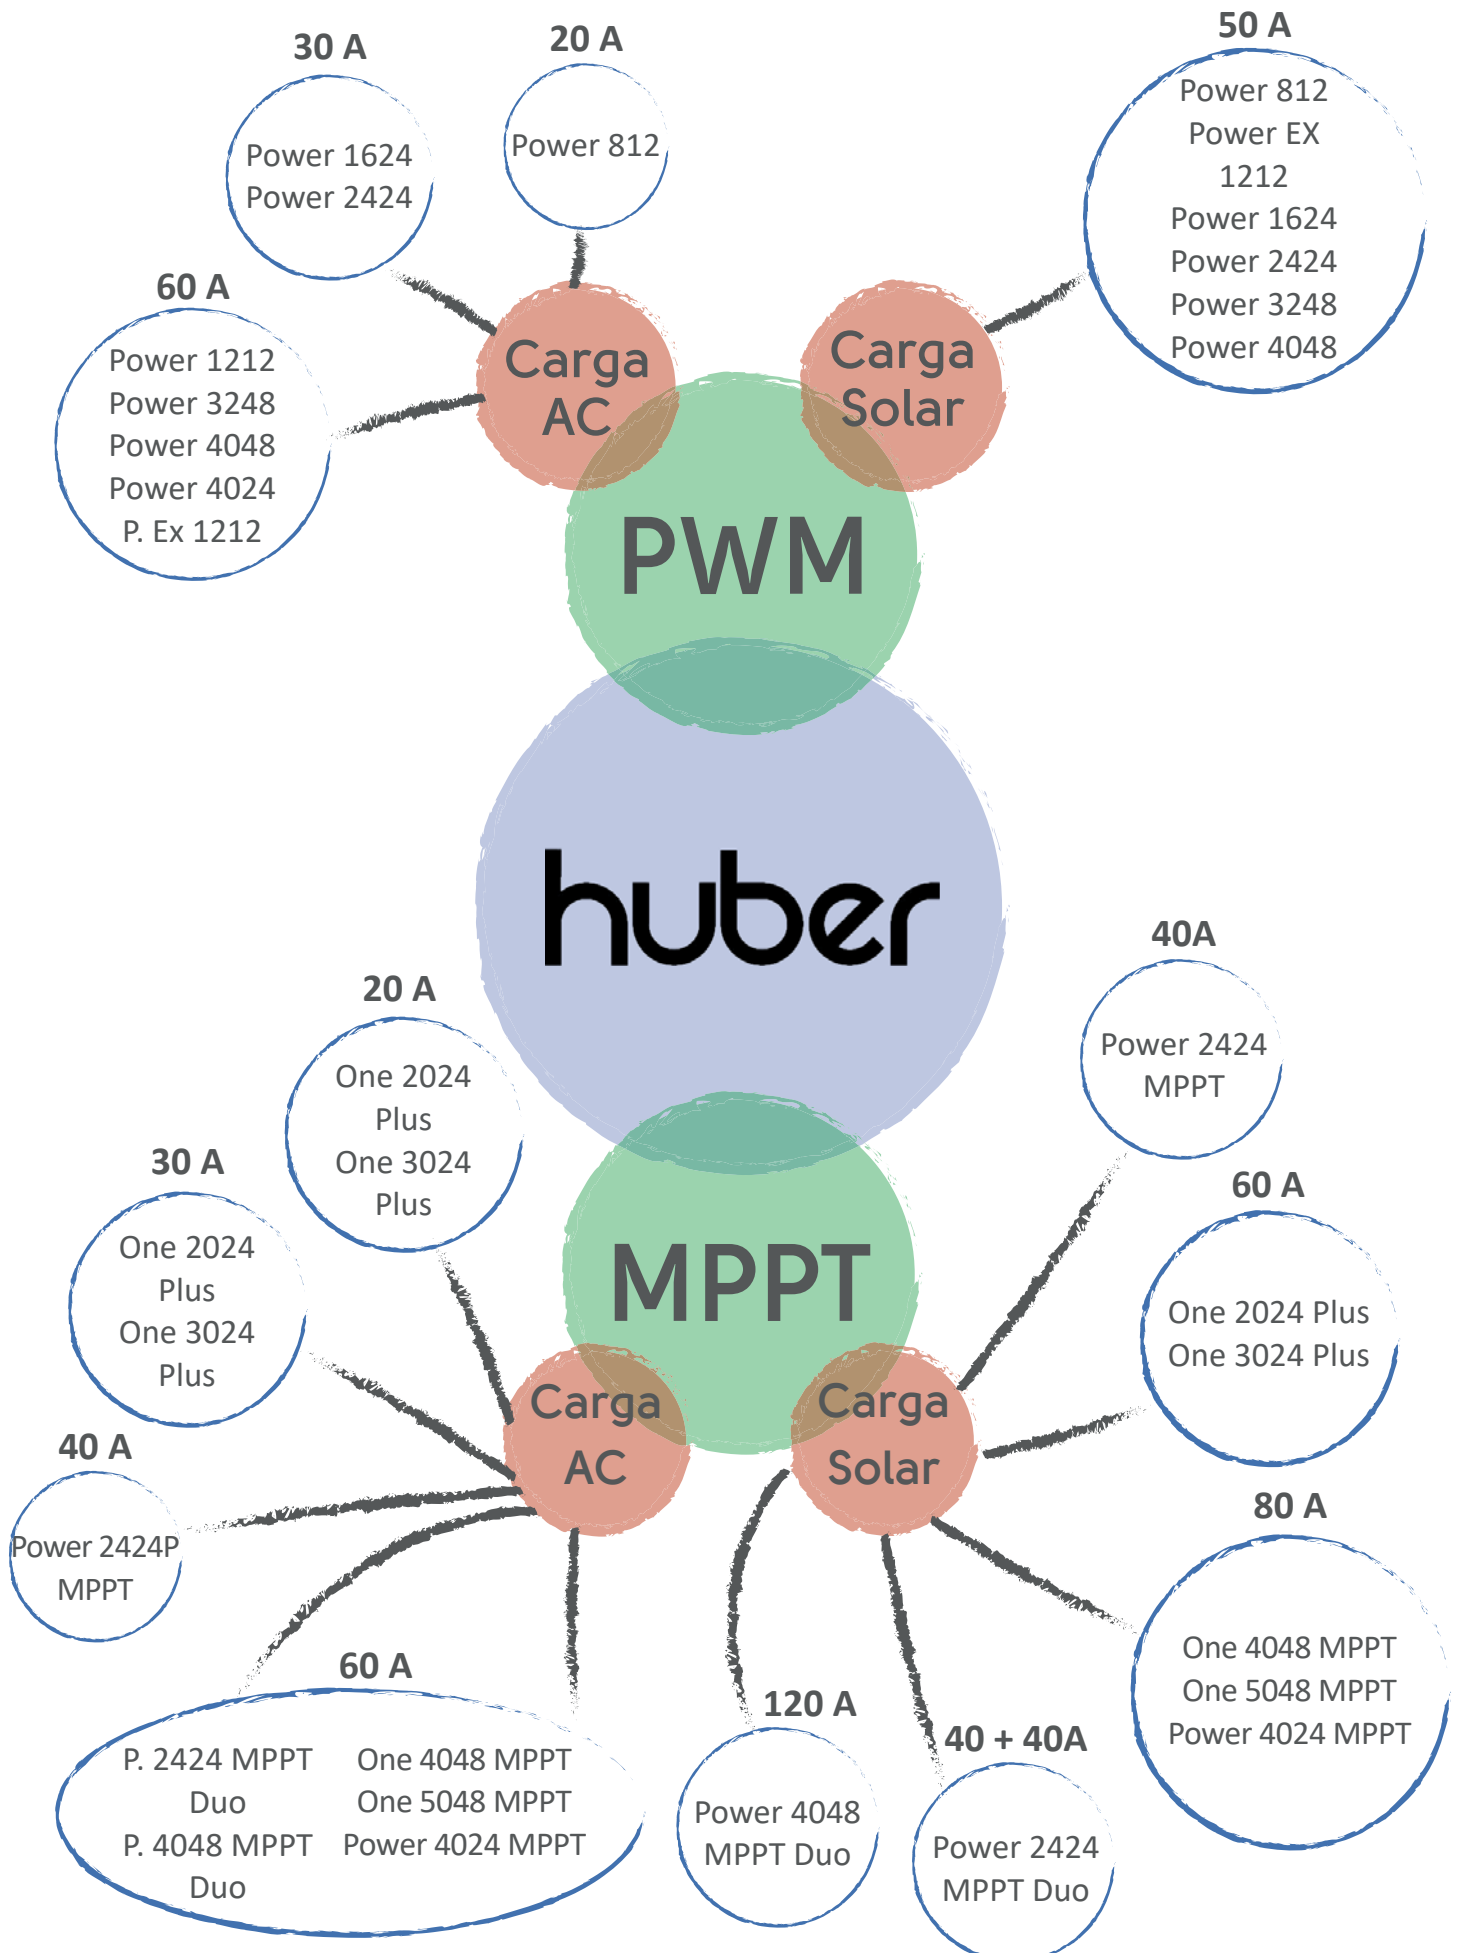 50 A
Power 812
Power EX
1212
Power 1624
Power 2424
Power 3248
Power 4048
20 A
Power 812
30 A
Power 1624
Power 2424
60 A
Power 1212
Power 3248
Power 4048
Power 4024
P. Ex 1212
Carga
AC
Carga
Solar
PWM
huber
40A
Power 2424
MPPT
20 A
One 2024
Plus
One 3024
Plus
30 A
One 2024
Plus
One 3024
Plus
60 A
One 2024 Plus
One 3024 Plus
MPPT
Carga
AC
Carga
Solar
40 A
Power 2424P
MPPT
80 A
One 4048 MPPT
One 5048 MPPT
Power 4024 MPPT
60 A
P. 2424 MPPT
Duo
P. 4048 MPPT
Duo
One 4048 MPPT
One 5048 MPPT
Power 4024 MPPT
120 A
Power 4048
MPPT Duo
40 + 40A
Power 2424
MPPT Duo